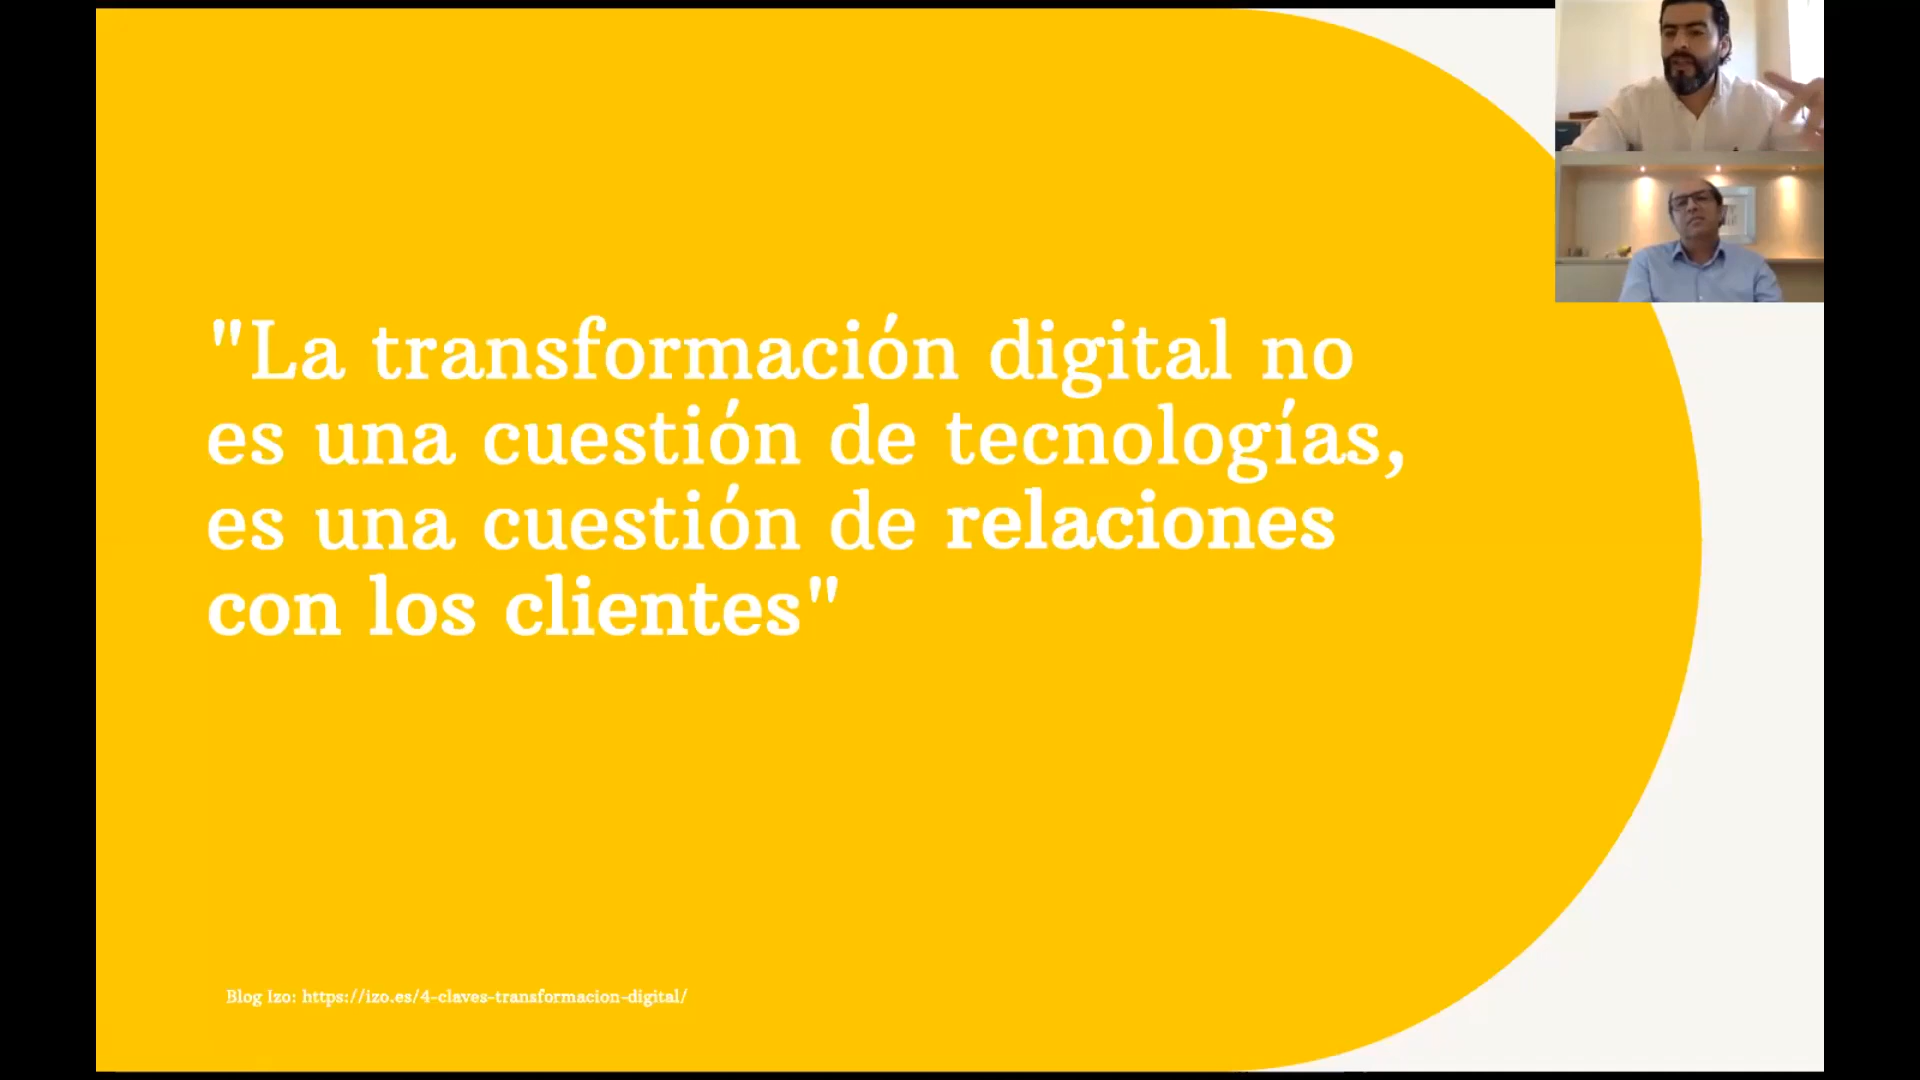 "La transformación digital no
es una cuestión de tecnologías,
es una cuestión de relaciones
con los clientes"
Blog Izo: https://izo.es/4-claves-transformacion-digital/